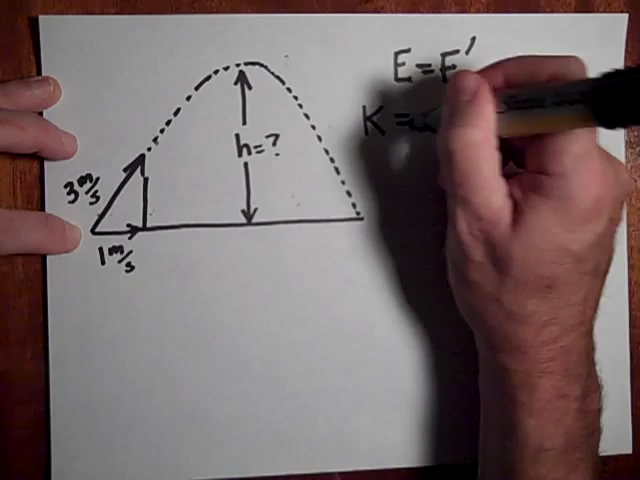 E=E'
K=
h=?
3 m/s
1 m/s